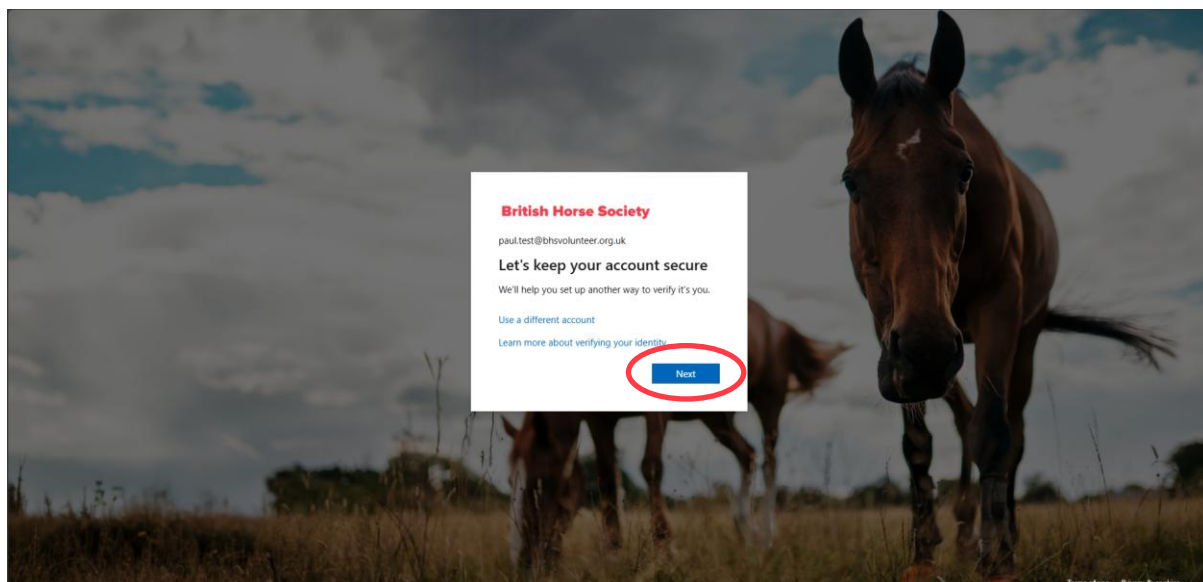 British Horse Society
paul.test@bhsvolunteer.org.uk
Let's keep your account secure
We'll help you set up another way to verify it's you.
Use a different account
Learn more about verifying your identity
Next